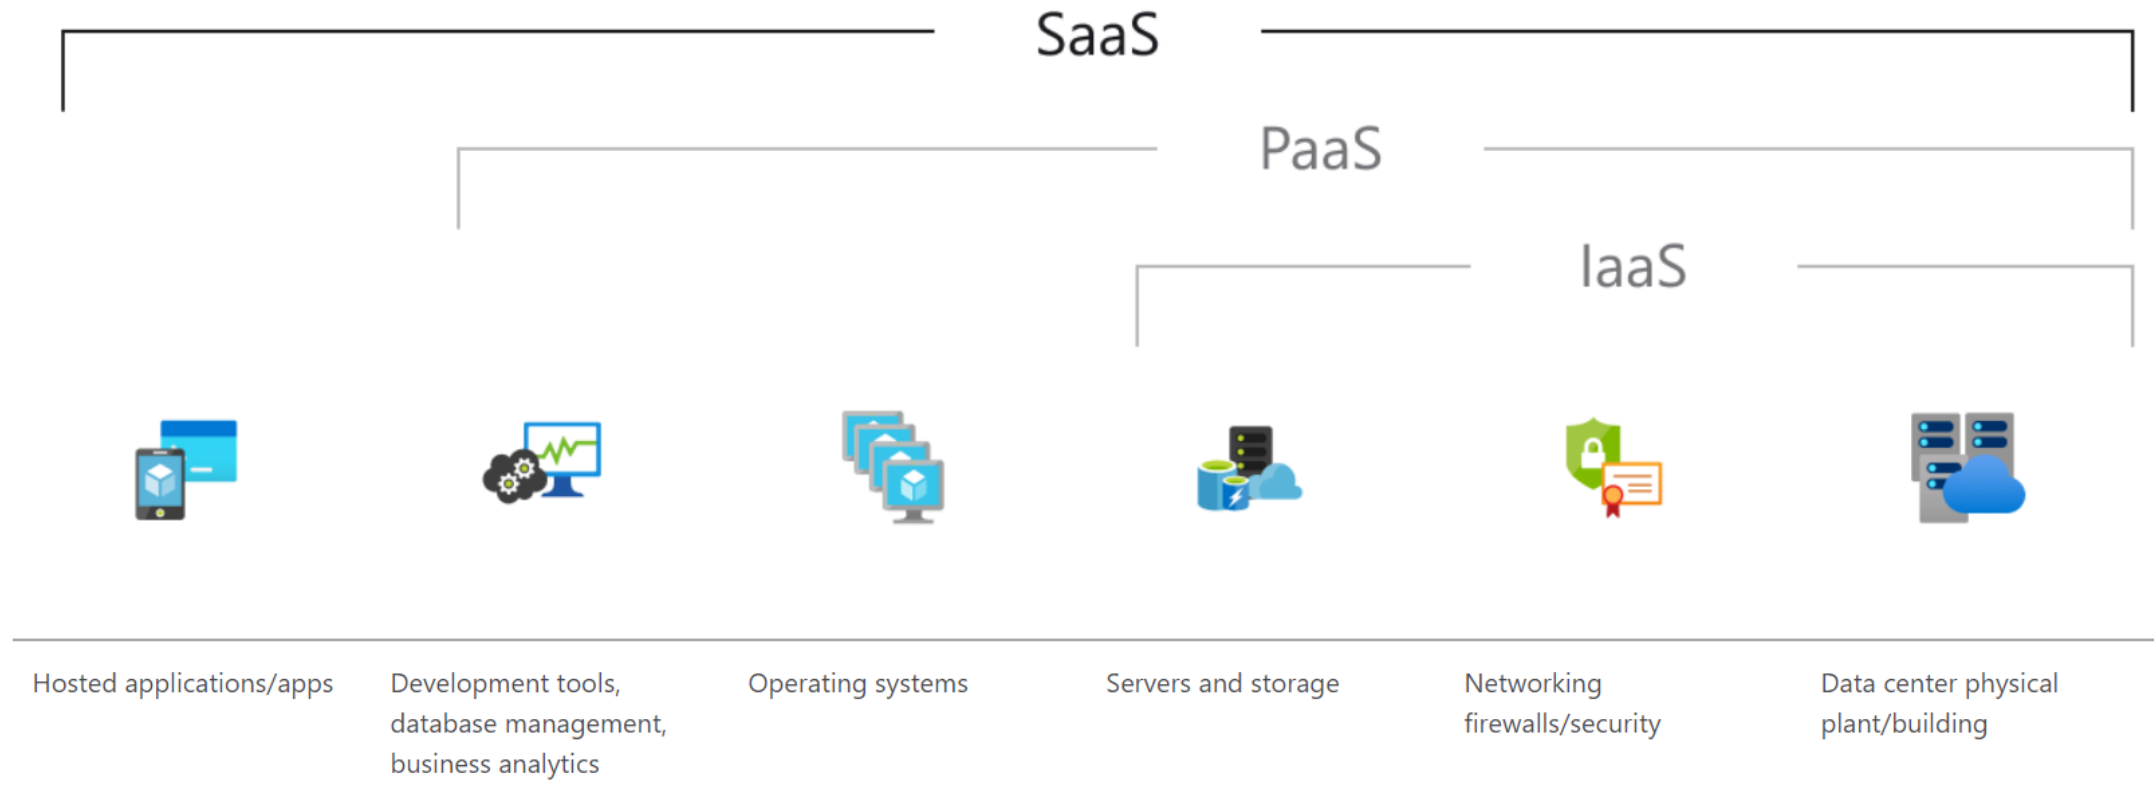 SaaS
PaaS
IaaS
Hosted applications/apps
Development tools,
database management,
business analytics
Operating systems
Servers and storage
Networking
firewalls/security
Data center physical
plant/building